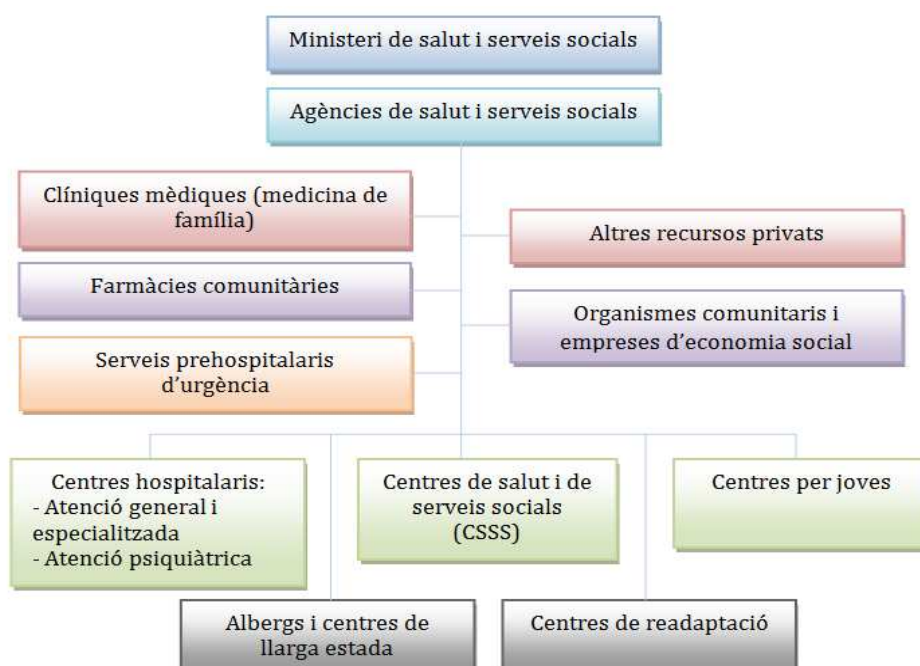 Ministeri de salut i serveis socials
Agències de salut i serveis socials
Clíniques mèdiques (medicina de
família)
Altres recursos privats
Farmàcies comunitàries
Organismes comunitaris i
empreses d’economia social
Serveis prehospitalaris
d’urgència
Centres hospitalaris:
- Atenció general i
especialitzada
- Atenció psiquiàtrica
Centres de salut i de
serveis socials
(CSSS)
Centres per joves
Albergs i centres de
llarga estada
Centres de readaptació